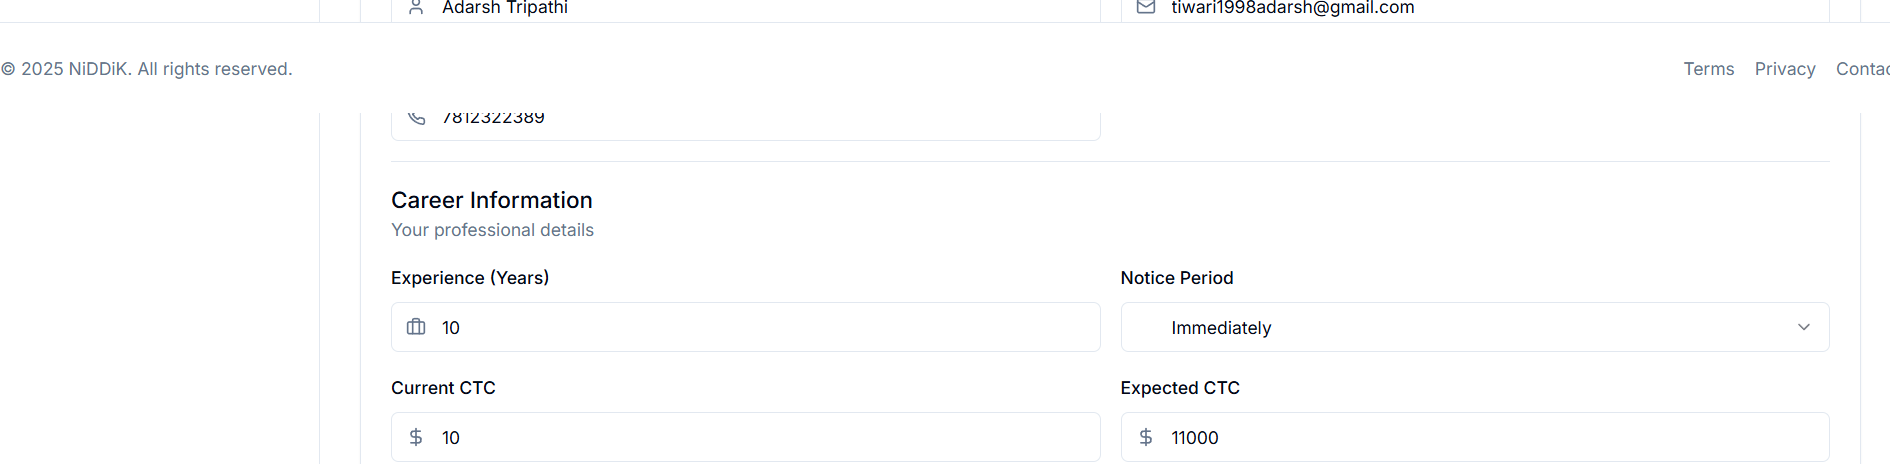 Adarsh Tripathi
tiwari1998adarsh@gmail.com
© 2025 NiDDiK. All rights reserved.
Terms Privacy Contac
7812322389
Career Information
Your professional details
Experience (Years)
Notice Period
10
Immediately
Current CTC
Expected CTC
$ 10
$ 11000